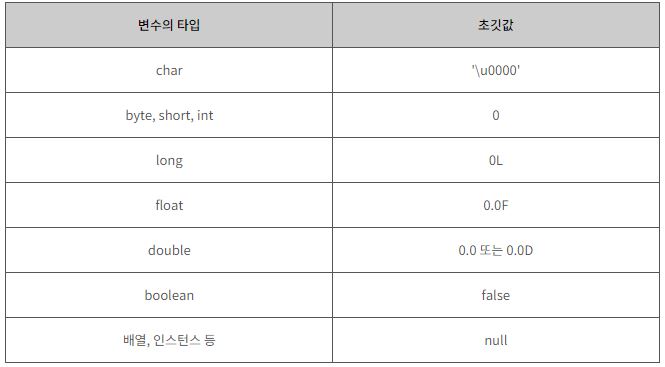 변수의 타입 초깃값
char '\u0000'
byte, short, int 0
long 0L
float 0.0F
double 0.0 또는 0.0D
boolean false
배열, 인스턴스 등 null